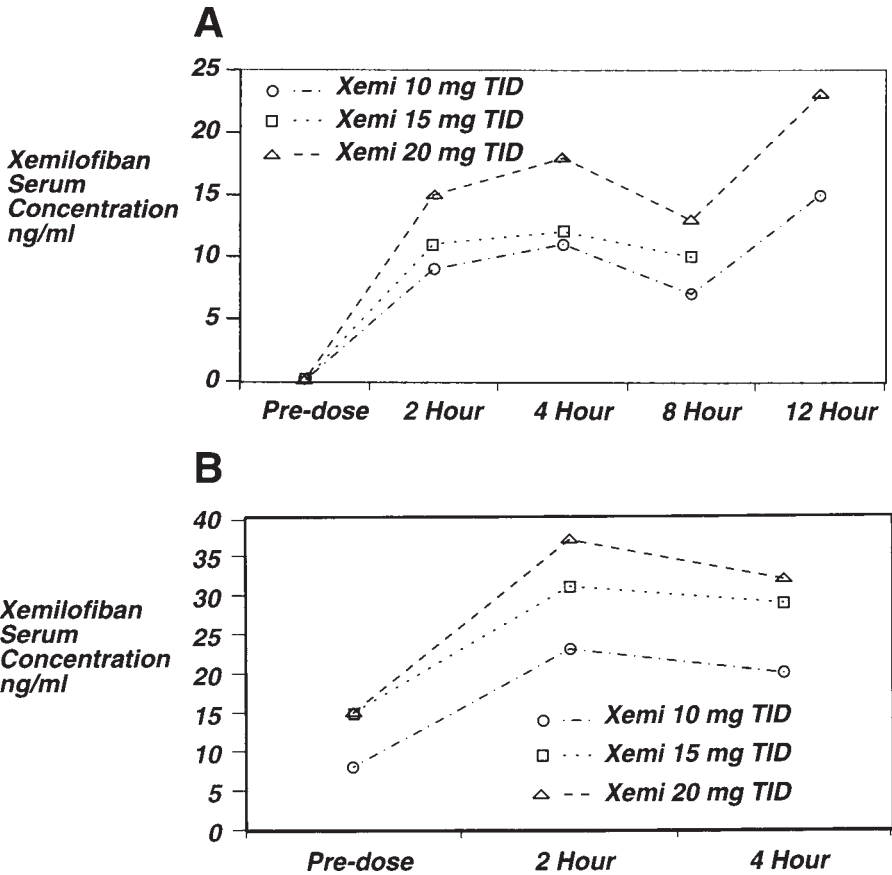 A
25
20
15
10
5
0
Xemilofiban
Serum
Concentration
ng/ml
Xemi 10 mg TID
Xemi 15 mg TID
Xemi 20 mg TID
Pre-dose 2 Hour 4 Hour 8 Hour 12 Hour
B
40
35
30
25
20
15
10
5
0
Xemilofiban
Serum
Concentration
ng/ml
Xemi 10 mg TID
Xemi 15 mg TID
Xemi 20 mg TID
Pre-dose 2 Hour 4 Hour